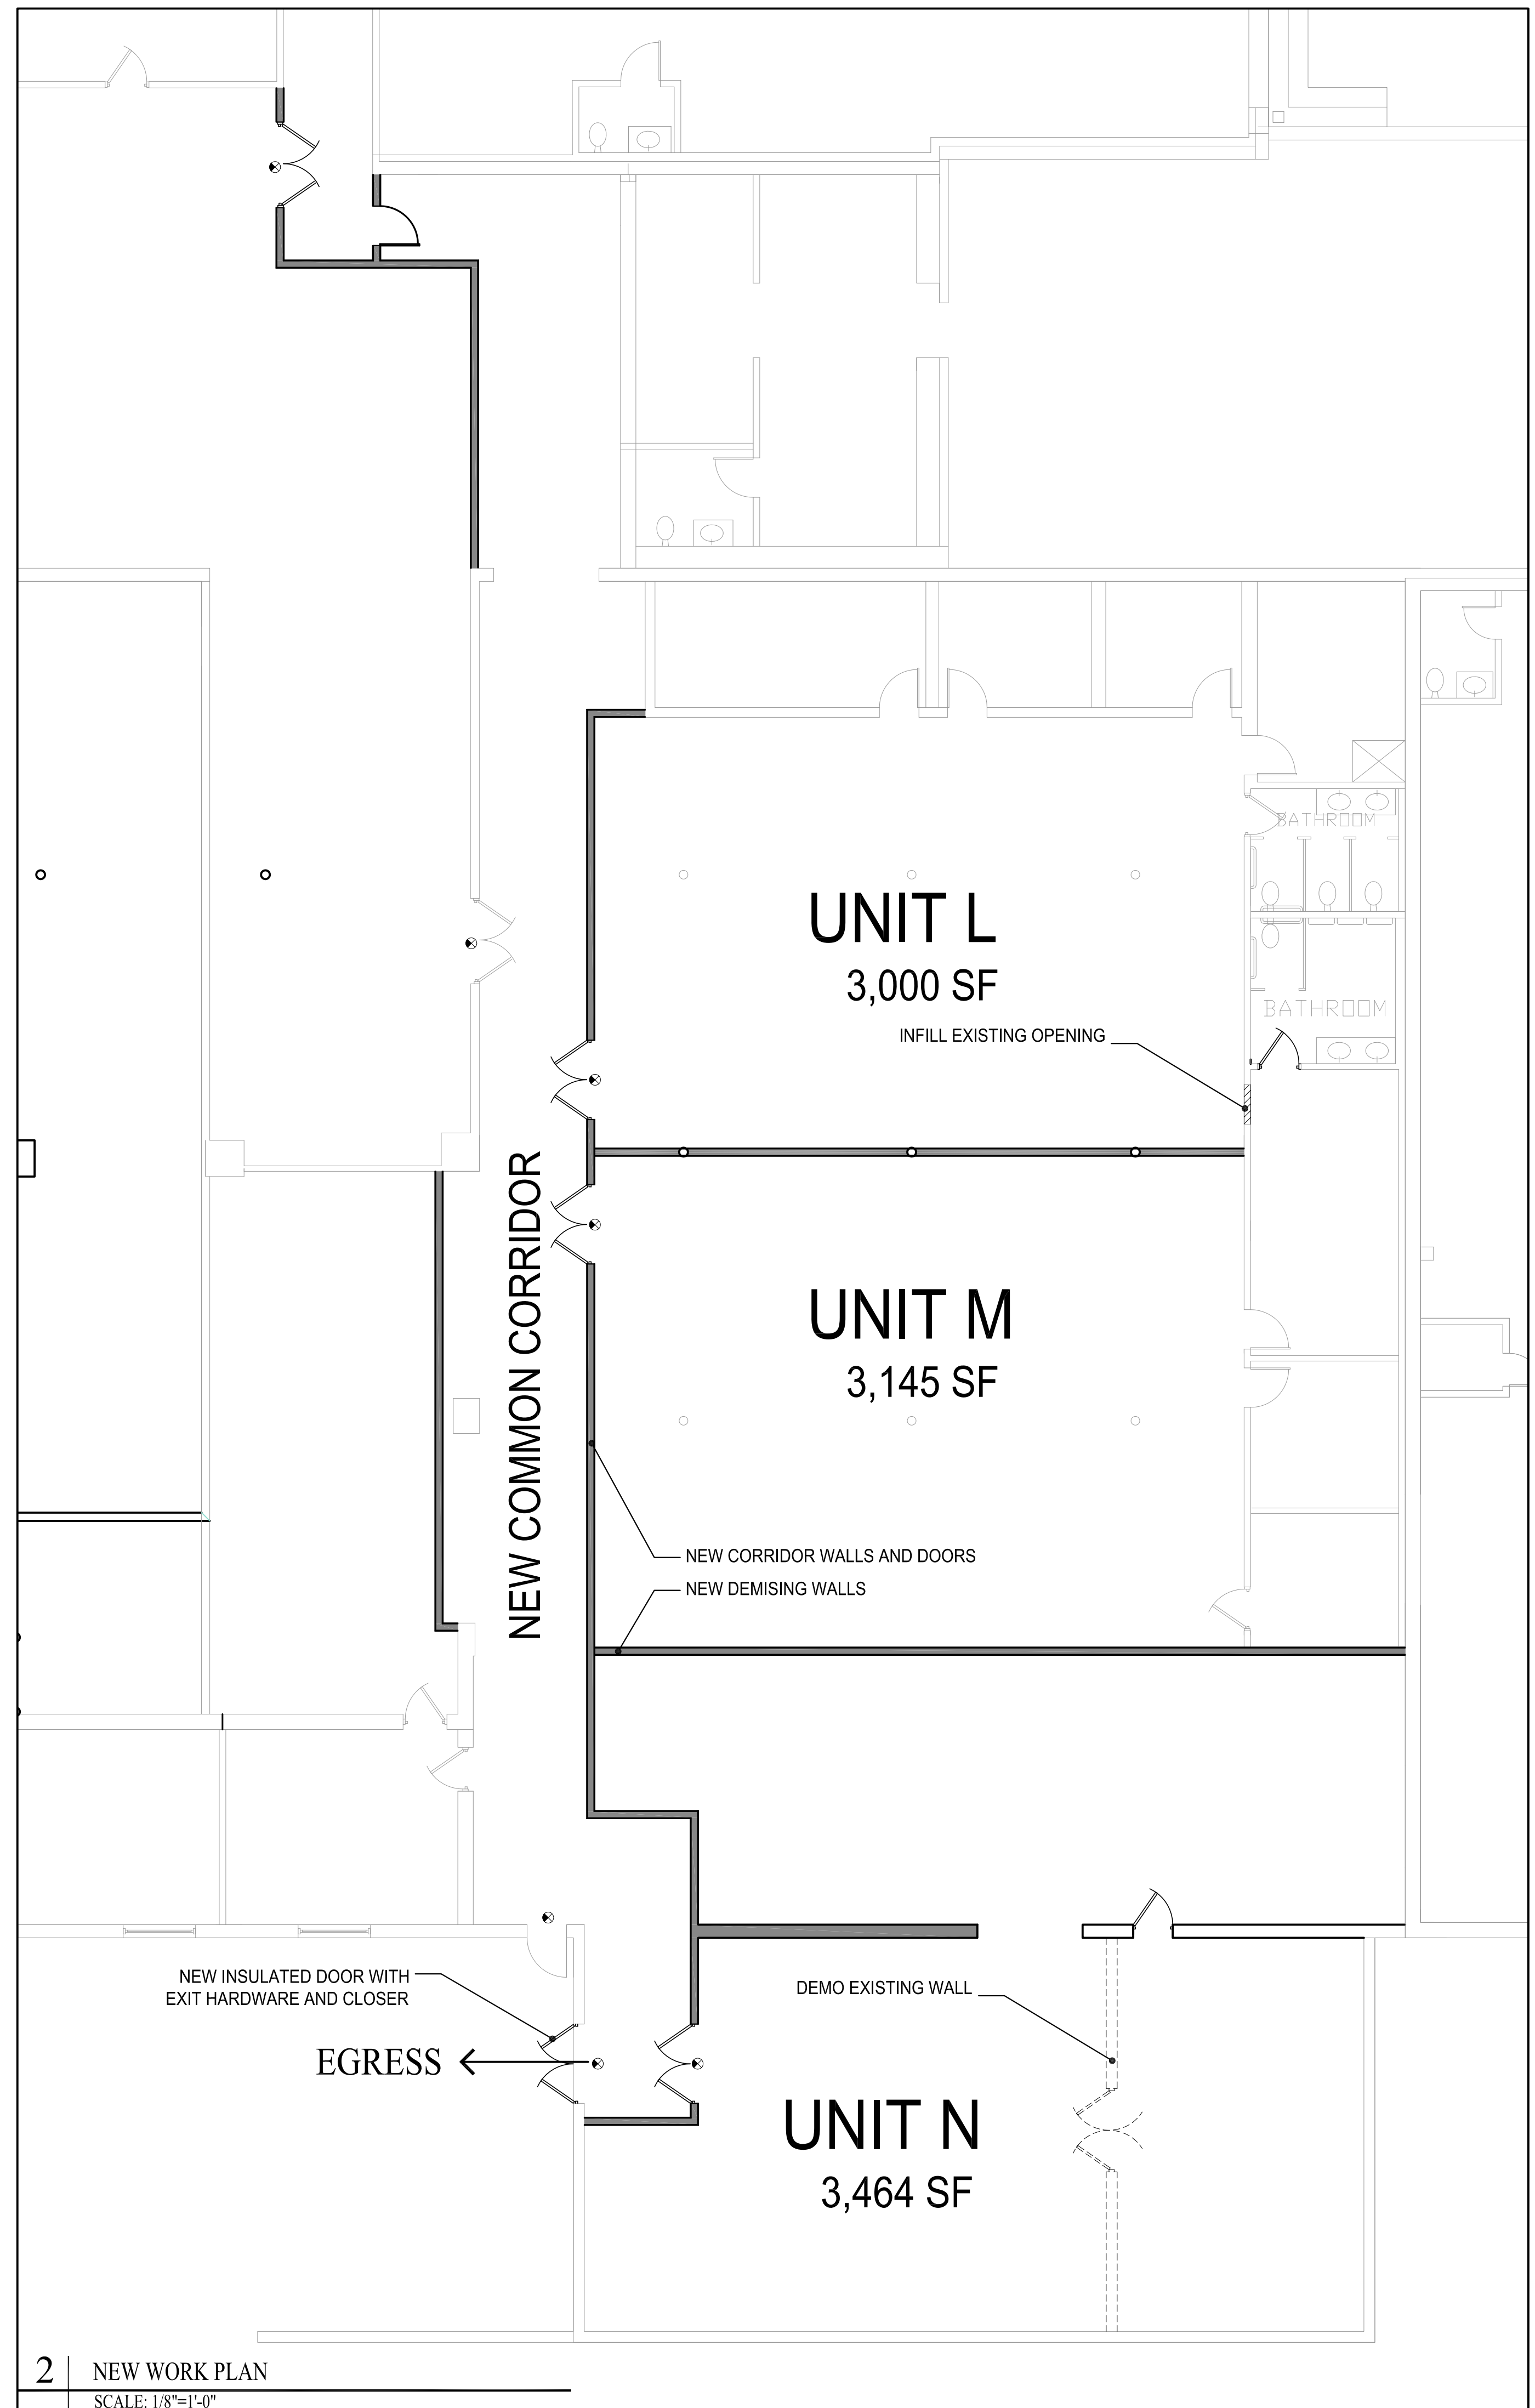 BATHROOM
UNIT L
3,000 SF
BATHROOM
INFILL EXISTING OPENING
NEW COMMON CORRIDOR
UNIT M
3,145 SF
NEW CORRIDOR WALLS AND DOORS
NEW DEMISING WALLS
NEW INSULATED DOOR WITH
EXIT HARDWARE AND CLOSER
DEMO EXISTING WALL
EGRESS
UNIT N
3,464 SF
2 NEW WORK PLAN
SCALE: 1/8"=1'-0"